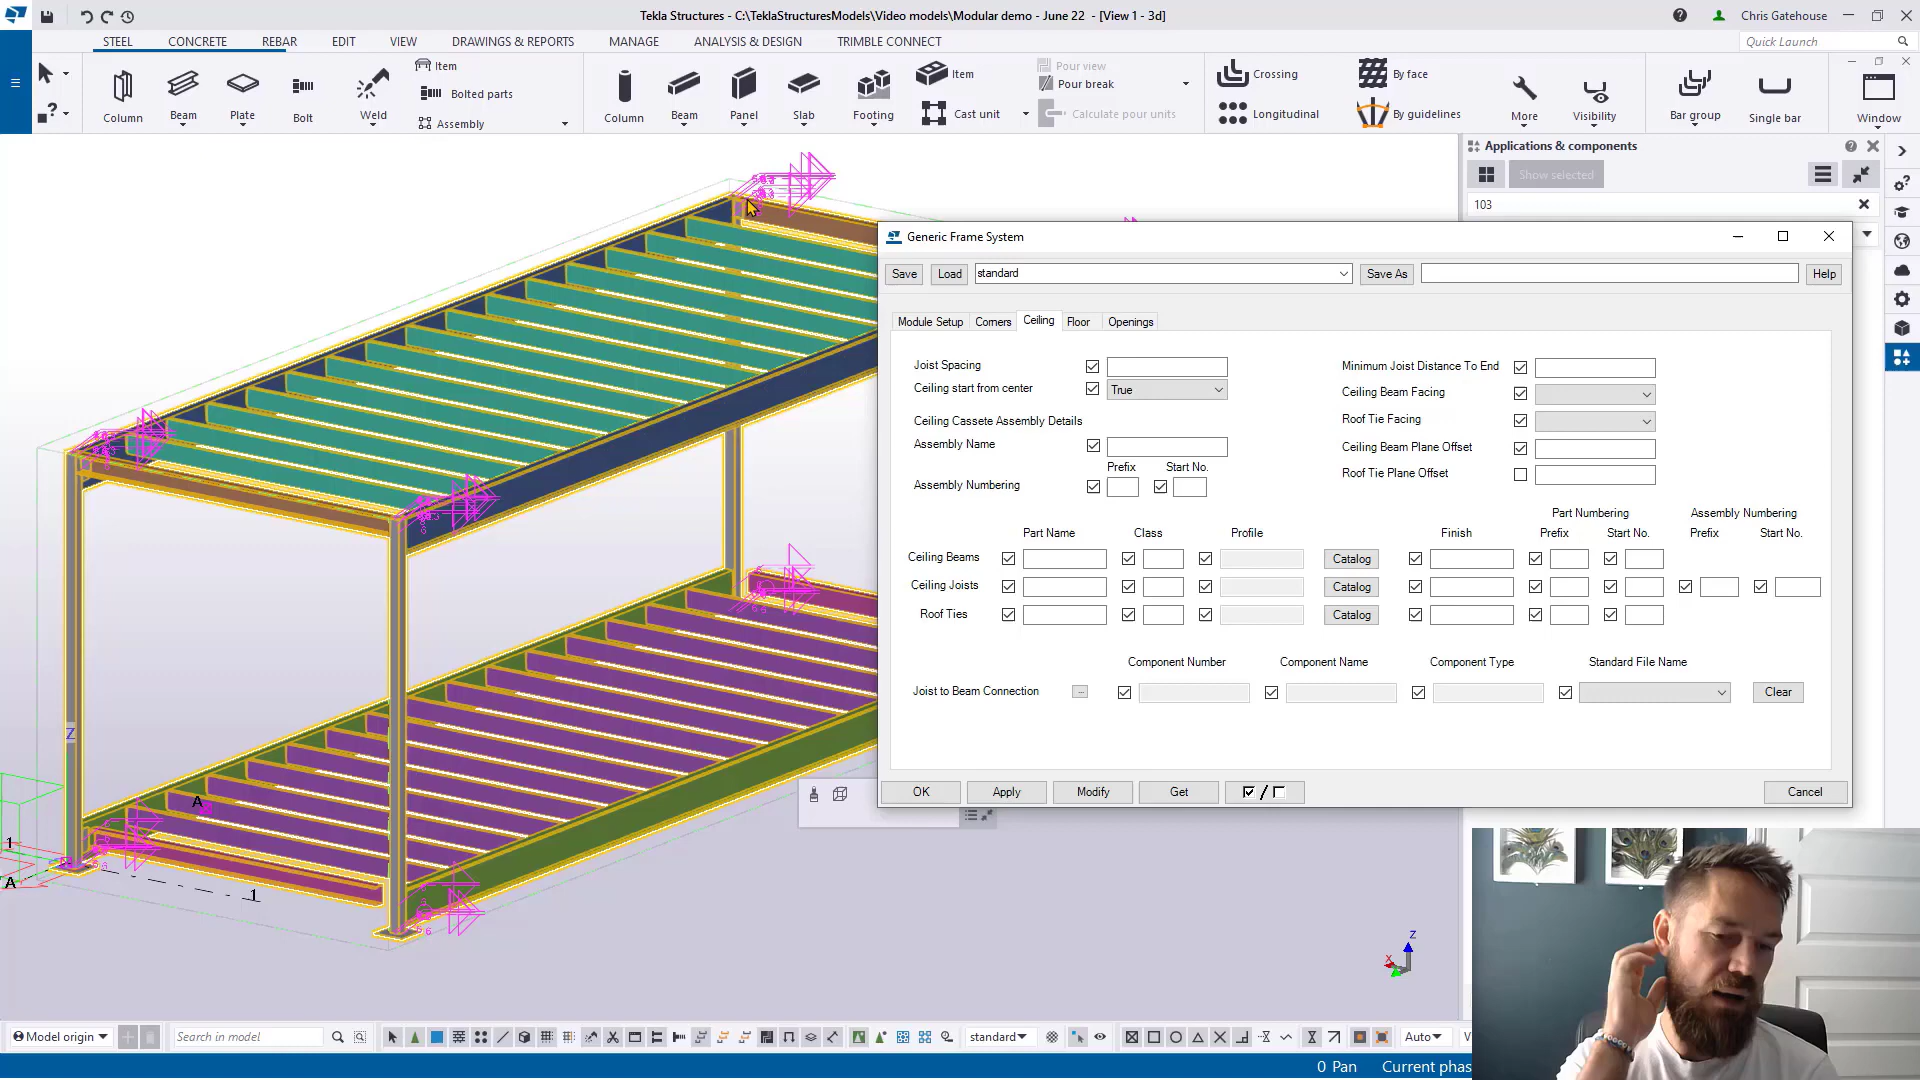 Tekla Structures - C:\TeklaStructuresModels\Video models\Modular demo - June 22 - [View 1 - 3d]
Chris Gatehouse
STEEL CONCRETE REBAR EDIT VIEW DRAWINGS & REPORTS MANAGE ANALYSIS & DESIGN TRIMBLE CONNECT
Quick Launch
Column Beam Plate Bolt Weld
Item
Bolted parts
Assembly
Column Beam Panel Slab Footing
Item
Cast unit
Pour view
Pour break
Calculate pour units
Crossing
Longitudinal
By face
By guidelines
More Visibility Bar group Single bar Window
Applications & components
Show selected
103
Generic Frame System
Save Load standard Save As Help
Module Setup Corners Ceiling Floor Openings
Joist Spacing
Ceiling start from center True
Ceiling Cassete Assembly Details
Assembly Name
Prefix Start No.
Assembly Numbering
Minimum Joist Distance To End
Ceiling Beam Facing
Roof Tie Facing
Ceiling Beam Plane Offset
Roof Tie Plane Offset
Part Numbering Assembly Numbering
Part Name Class Profile Finish Prefix Start No. Prefix Start No.
Ceiling Beams Catalog
Ceiling Joists Catalog
Roof Ties Catalog
Component Number Component Name Component Type Standard File Name
Joist to Beam Connection ... Clear
OK Apply Modify Get / Cancel
Z
A
1
A
1
Z
X
Model origin
Search in model
standard
Auto
V
0 Pan Current phas